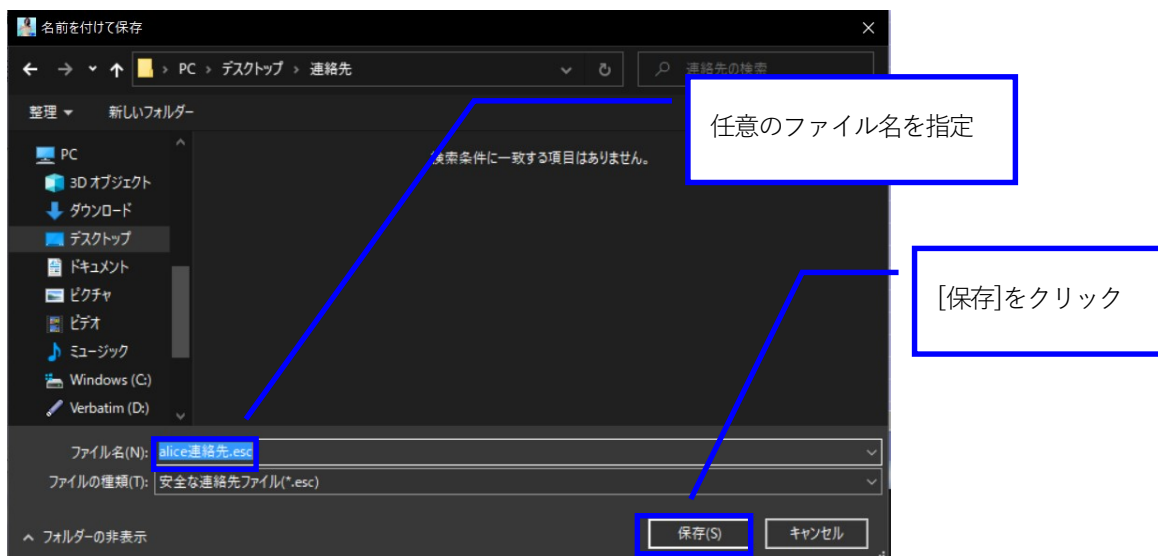 名前を付けて保存
PC > デスクトップ > 連絡先
連絡先の検索
整理
新しいフォルダー
任意のファイル名を指定
検索条件に一致する項目はありません。
PC
3D オブジェクト
ダウンロード
デスクトップ
ドキュメント
ピクチャ
ビデオ
ミュージック
Windows (C:)
Verbatim (D:)
[保存]をクリック
ファイル名(N): alice連絡先.esc
ファイルの種類(T): 安全な連絡先ファイル(*.esc)
フォルダーの非表示
保存(S)
キャンセル